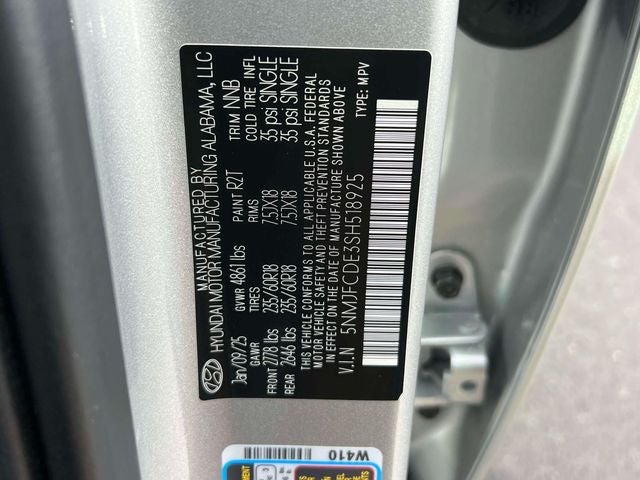 MANUFACTURED BY
HYUNDAI MOTOR MANUFACTURING ALABAMA, LLC
Jan/09/25 GVWR 4861 lbs PAINT R2T TRIM NNB
GAWR TIRES RIMS COLD TIRE INFL
FRONT 2778 lbs 235/60R18 7.5JX18 35 psi SINGLE
REAR 2646 lbs 235/60R18 7.5JX18 35 psi SINGLE
THIS VEHICLE CONFORMS TO ALL APPLICABLE U.S.A. FEDERAL
MOTOR VEHICLE SAFETY AND THEFT PREVENTION STANDARDS
IN EFFECT ON THE DATE OF MANUFACTURE SHOWN ABOVE
V.I.N 5NMJFCDE3SH518925 TYPE: MPV
W410